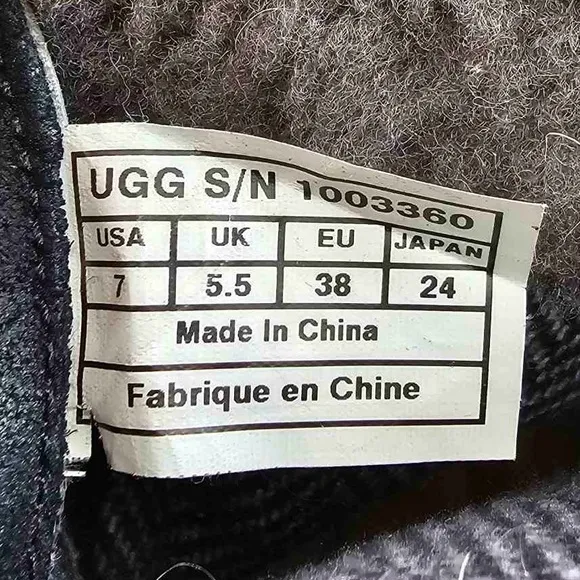 UGG S/N 1003360
USA UK EU JAPAN
7 5.5 38 24
Made In China
Fabrique en Chine